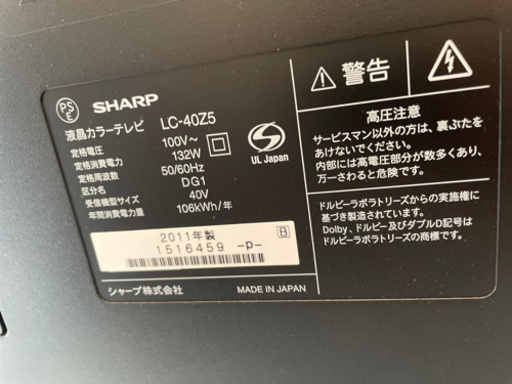 PS
E
SHARP
液晶カラーテレビ LC-40Z5
定格電圧 100V～
定格消費電力 132W
定格周波数 50/60Hz
区分名 DG1
受信機型サイズ 40V
年間消費電力量 106kWh/年
S
UL Japan
2011年製
1516459 -p-
B
シャープ株式会社
MADE IN JAPAN
警告
高圧注意
サービスマン以外の方は、裏ぶたを
あけないでください。
内部には高電圧部分が数多くあり、
万一さわると危険です。
ドルビーラボラトリーズからの実施権に
基づき製造されています。
Dolby、ドルビー及びダブルD記号は
ドルビーラボラトリーズの商標です。